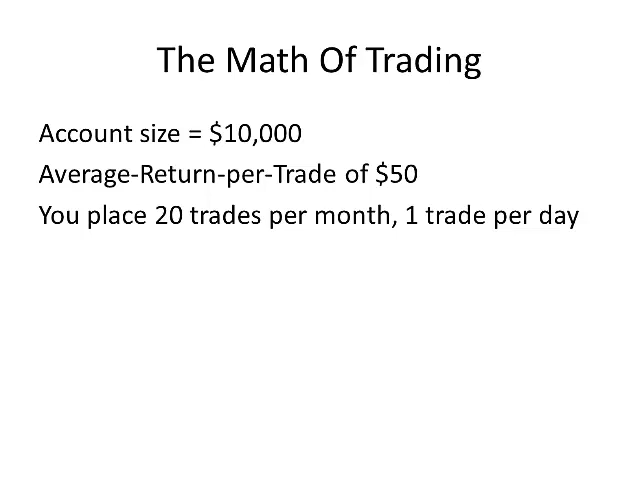 The Math Of Trading
Account size = $10,000
Average-Return-per-Trade of $50
You place 20 trades per month, 1 trade per day